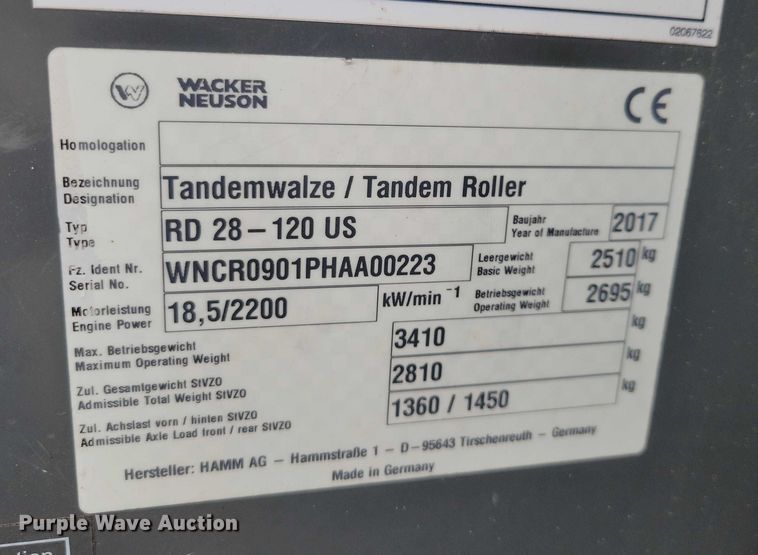 02067622
WACKER
NEUSON
CE
Homologation
Bezeichnung
Designation
Tandemwalze / Tandem Roller
Typ
Type
RD 28-120 US
Baujahr
Year of Manufacture
2017
Fz. Ident Nr.
Serial No.
WNCR0901PHAA00223
Leergewicht
Basic Weight
2510 kg
Motorleistung
Engine Power
18,5/2200
kW/min -1
Betriebsgewicht
Operating Weight
2695 kg
Max. Betriebsgewicht
Maximum Operating Weight
3410 kg
Zul. Gesamtgewicht StVZO
Admissible Total Weight StVZO
2810 kg
Zul. Achslast vorn / hinten StVZO
Admissible Axle Load front / rear StVZO
1360 / 1450 kg
Hersteller: HAMM AG - Hammstraße 1 - D-95643 Tirschenreuth - Germany
Made in Germany
Purple Wave Auction